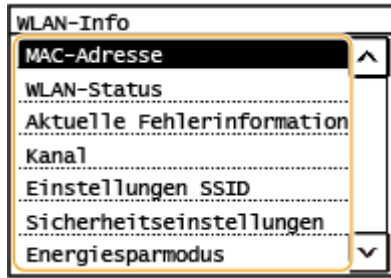 WLAN-Info
MAC-Adresse
WLAN-Status
Aktuelle Fehlerinformation
Kanal
Einstellungen SSID
Sicherheitseinstellungen
Energiesparmodus